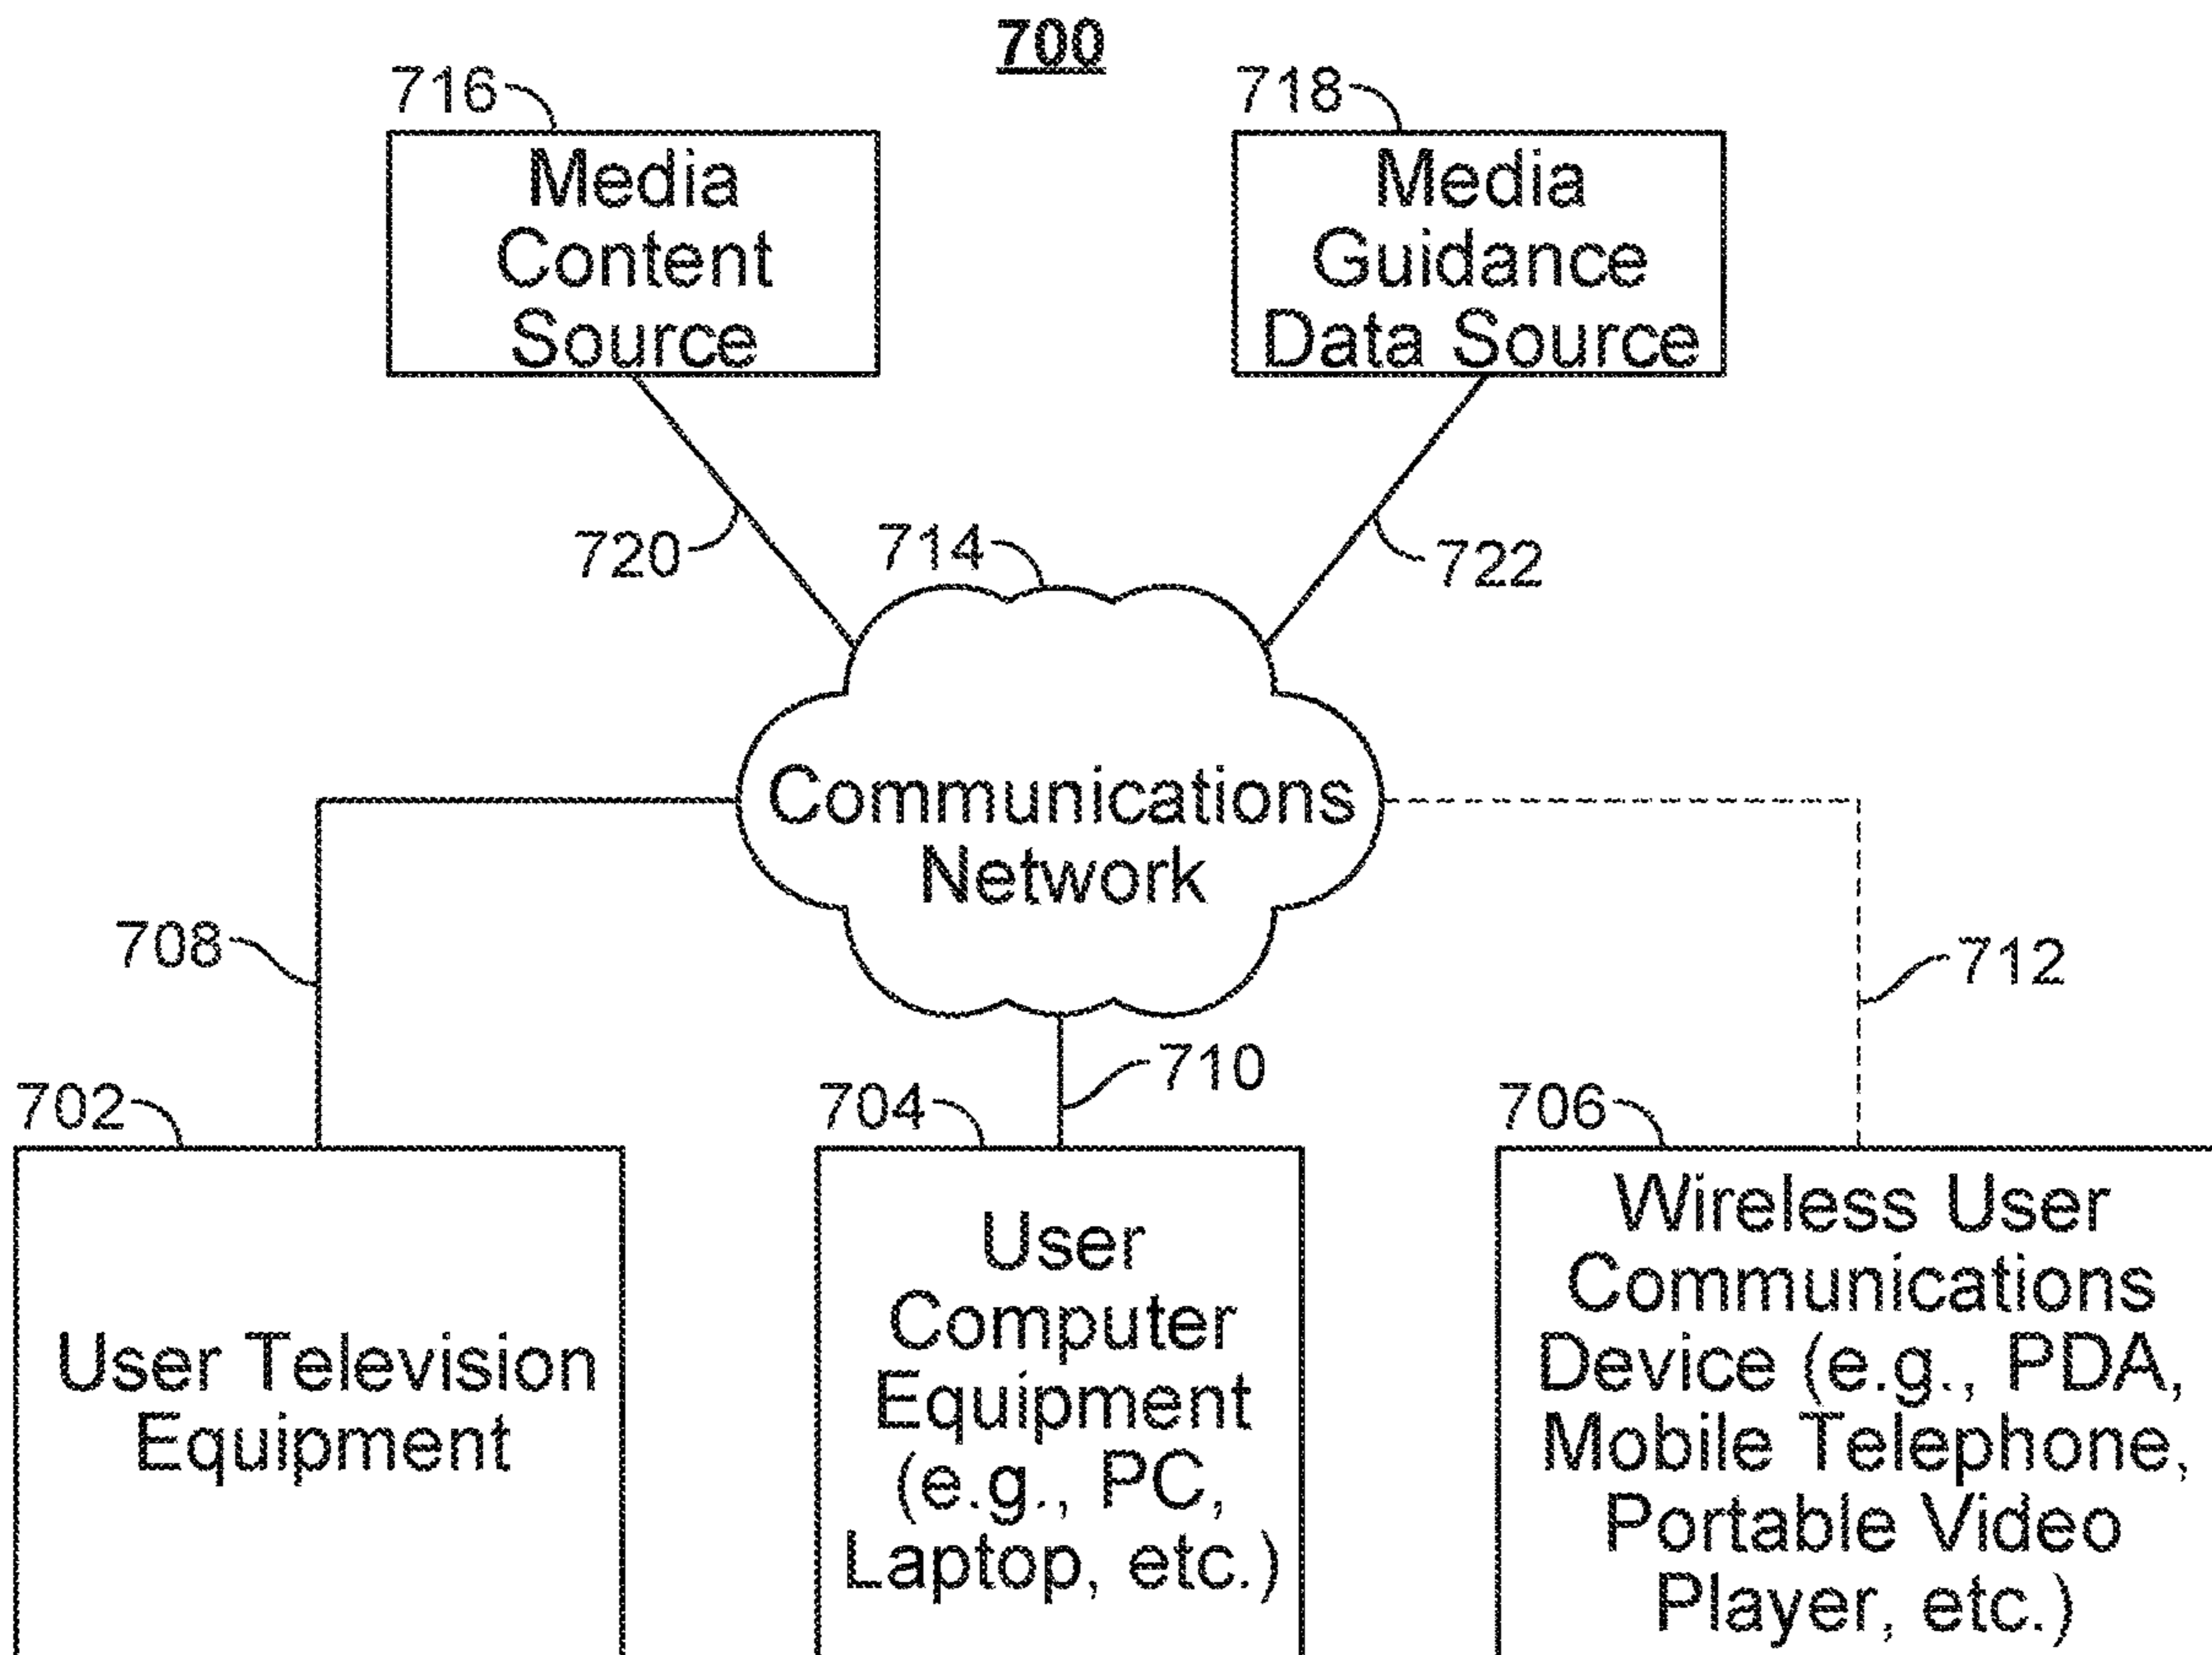 700
716
718
Media
Content
Source
Media
Guidance
Data Source
720
714
722
Communications
Network
708
712
710
702
704
706
User Television
Equipment
User
Computer
Equipment
(e.g., PC,
Laptop, etc.)
Wireless User
Communications
Device (e.g., PDA,
Mobile Telephone,
Portable Video
Player, etc.)